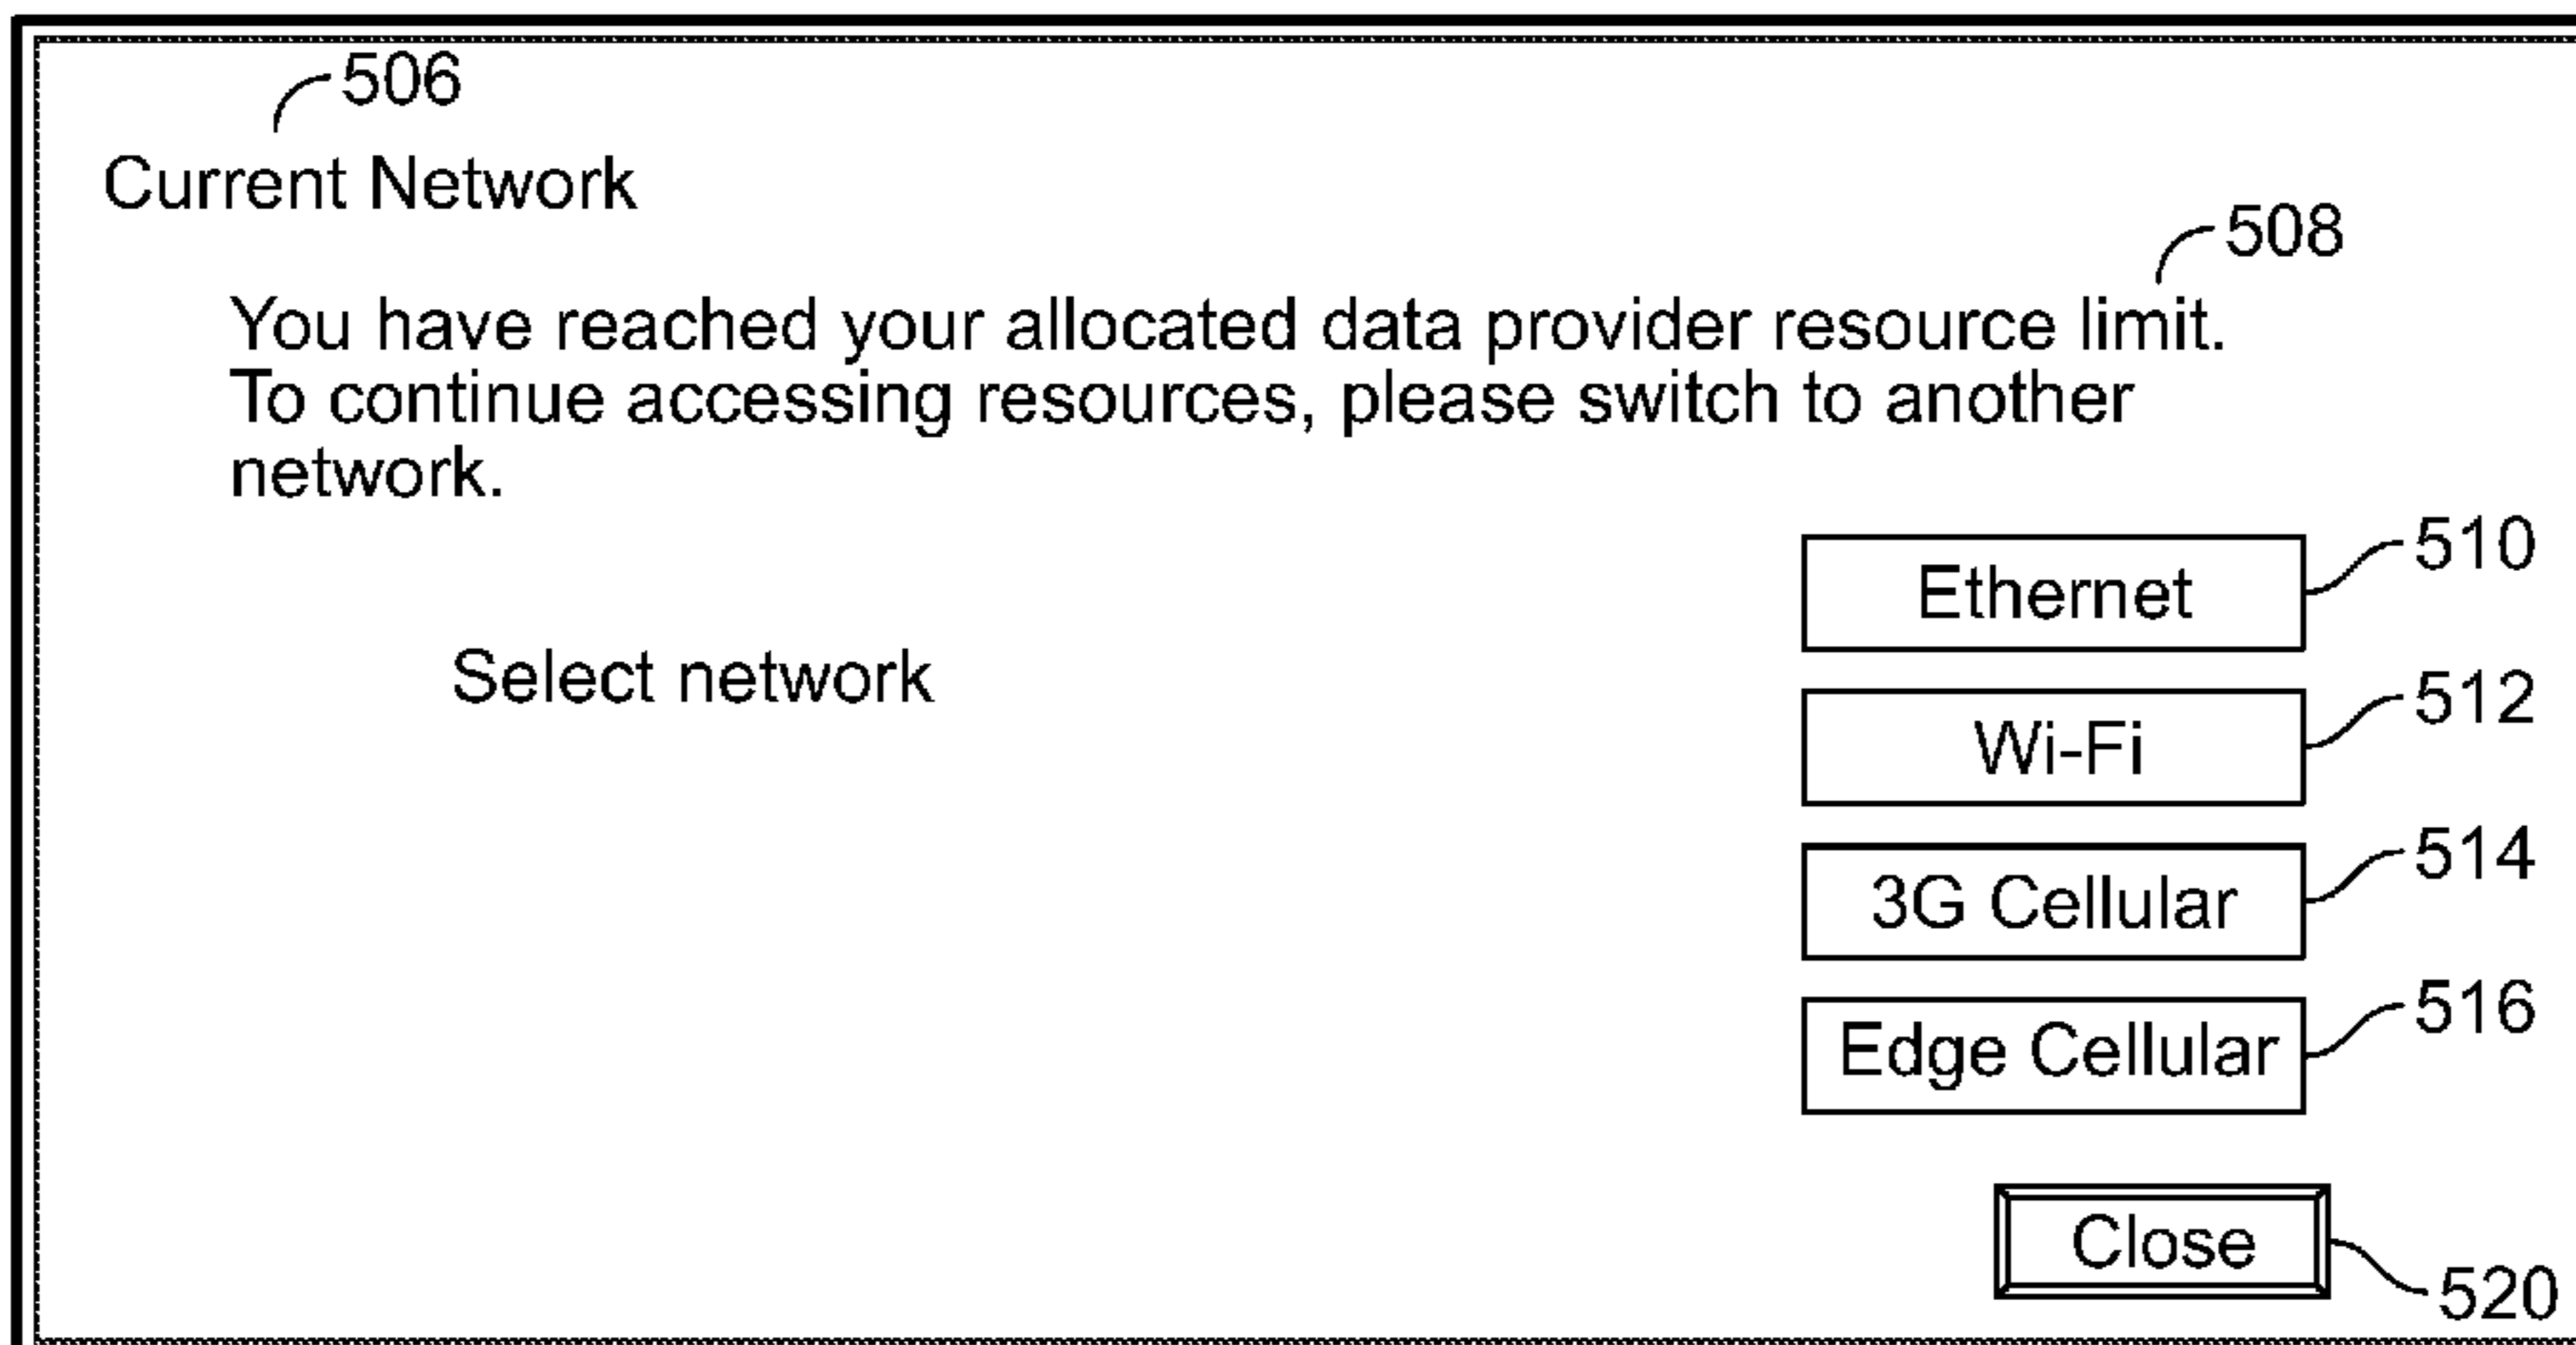 506
Current Network
508
You have reached your allocated data provider resource limit.
To continue accessing resources, please switch to another
network.
Ethernet 510
Select network
Wi-Fi 512
3G Cellular 514
Edge Cellular 516
Close 520